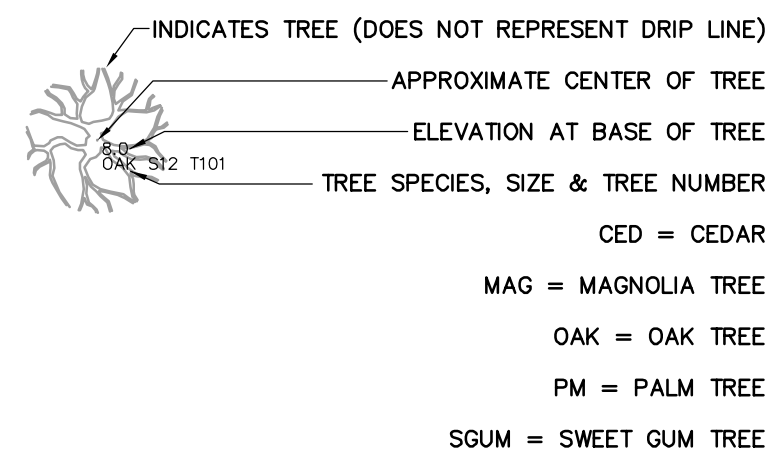 INDICATES TREE (DOES NOT REPRESENT DRIP LINE)
APPROXIMATE CENTER OF TREE
ELEVATION AT BASE OF TREE
8.0
OAK S12 T101
TREE SPECIES, SIZE & TREE NUMBER
CED = CEDAR
MAG = MAGNOLIA TREE
OAK = OAK TREE
PM = PALM TREE
SGUM = SWEET GUM TREE